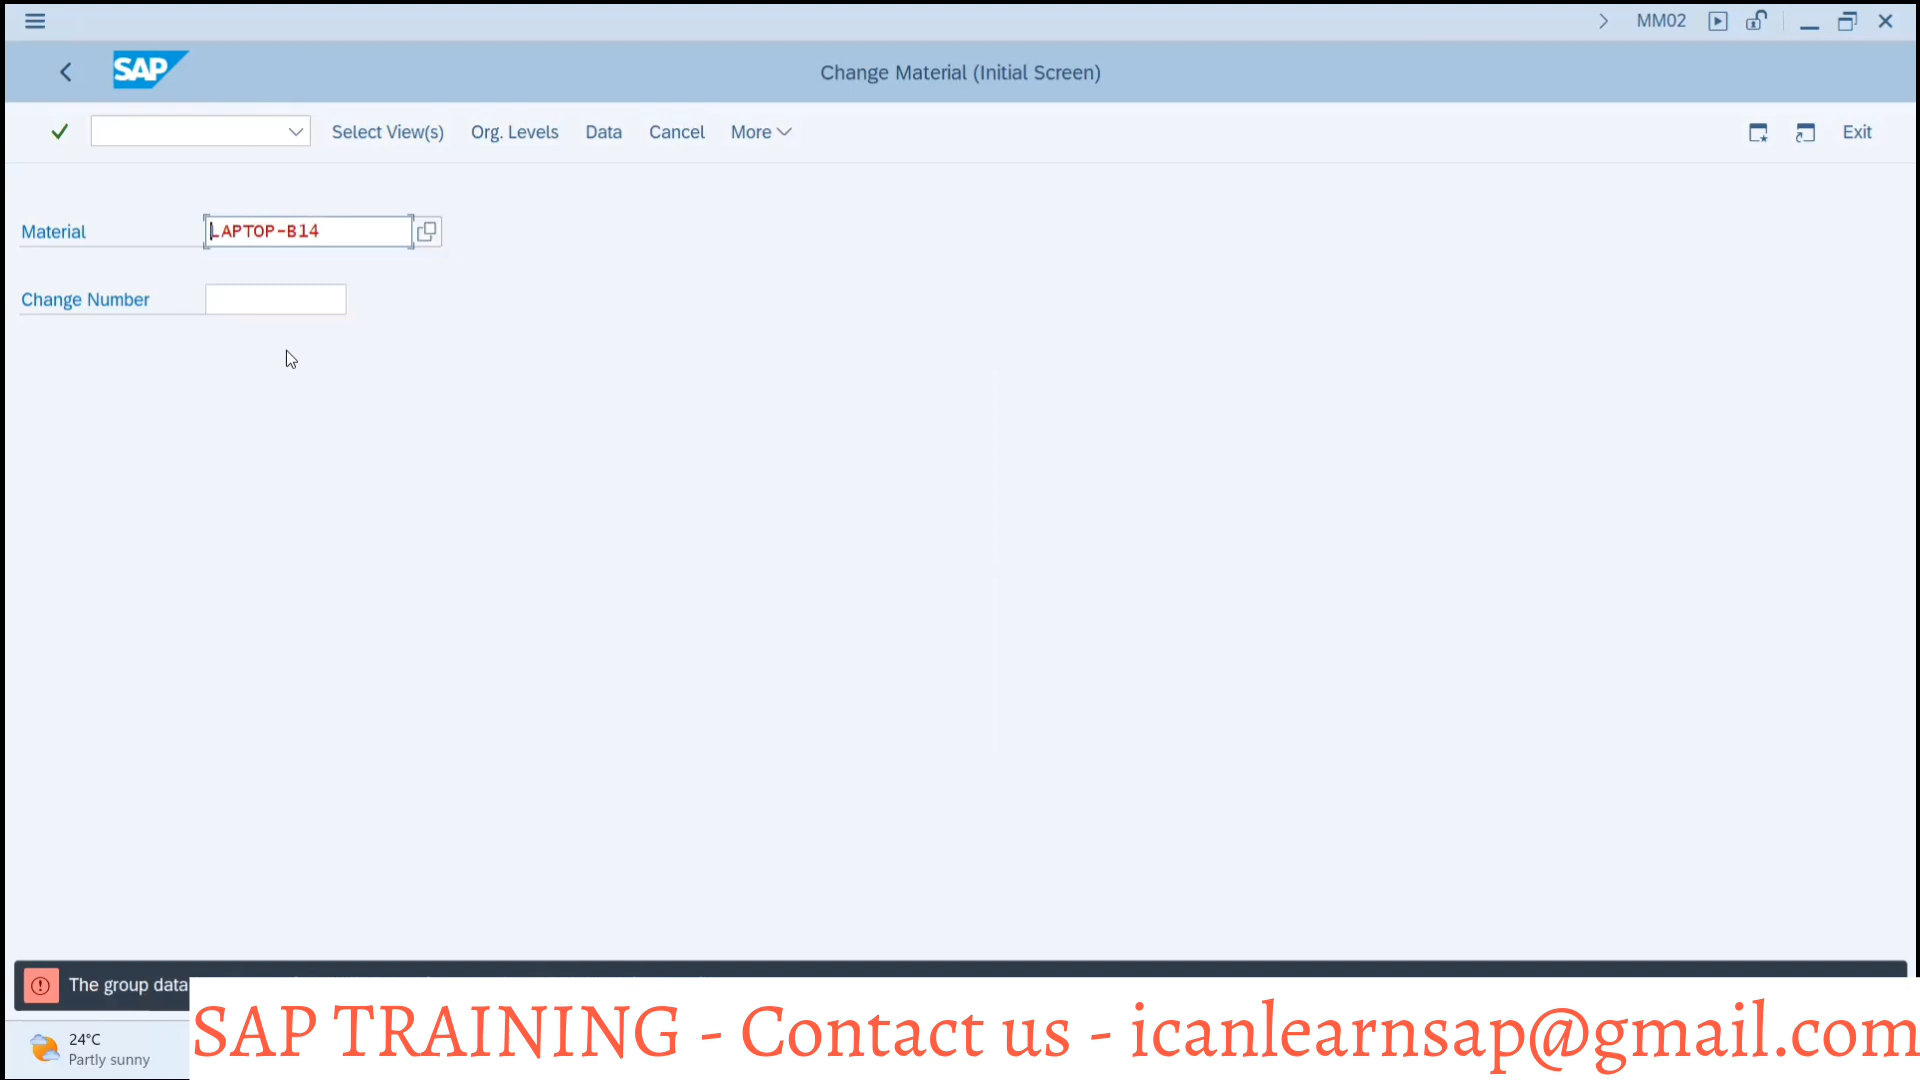 MM02
SAP
Change Material (Initial Screen)
Select View(s) Org. Levels Data Cancel More Exit
Material LAPTOP-B14
Change Number
The group data
24°C
Partly sunny
SAP TRAINING - Contact us - icanlearnsap@gmail.com